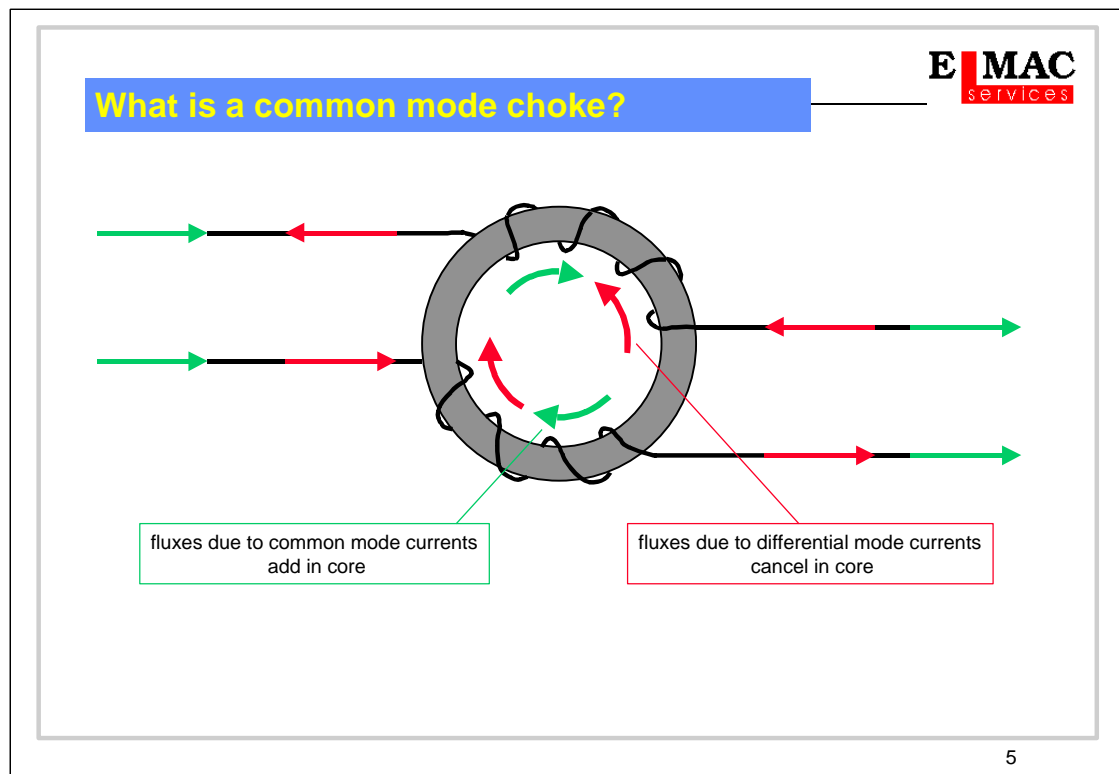 E MAC
services
What is a common mode choke?
fluxes due to common mode currents
add in core
fluxes due to differential mode currents
cancel in core
5